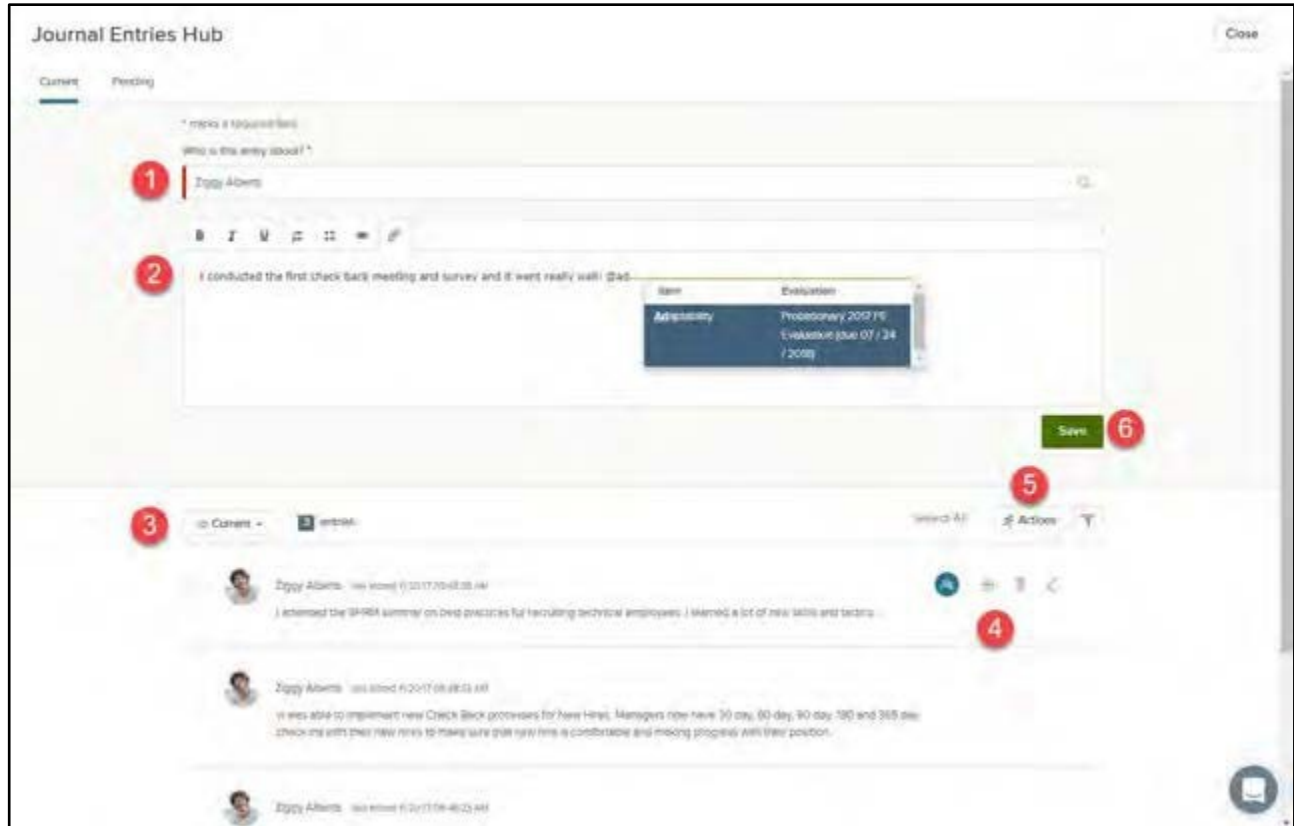 Journal Entries Hub
Close
Current Pending
* marks a required field
Who is this entry about? *
1
Ziggy Alberts
B I U
2
I conducted the first check back meeting and survey and it went really well! @ad
Item Evaluation
Adaptability Probationary 2017 PE
Evaluation (due 07 / 24
/ 2018)
Save 6
5
3 Current 3 entries Select All Actions
Ziggy Alberts
I attended the SHRM seminar on best practices for recruiting technical employees. I learned a lot of new skills and tactics
4
Ziggy Alberts
I was able to implement new Check Back processes for New Hires. Managers now have 30 day, 60 day, 90 day, 180 and 365 day
check ins with their new hires to make sure that new hire is comfortable and making progress with their position.
Ziggy Alberts